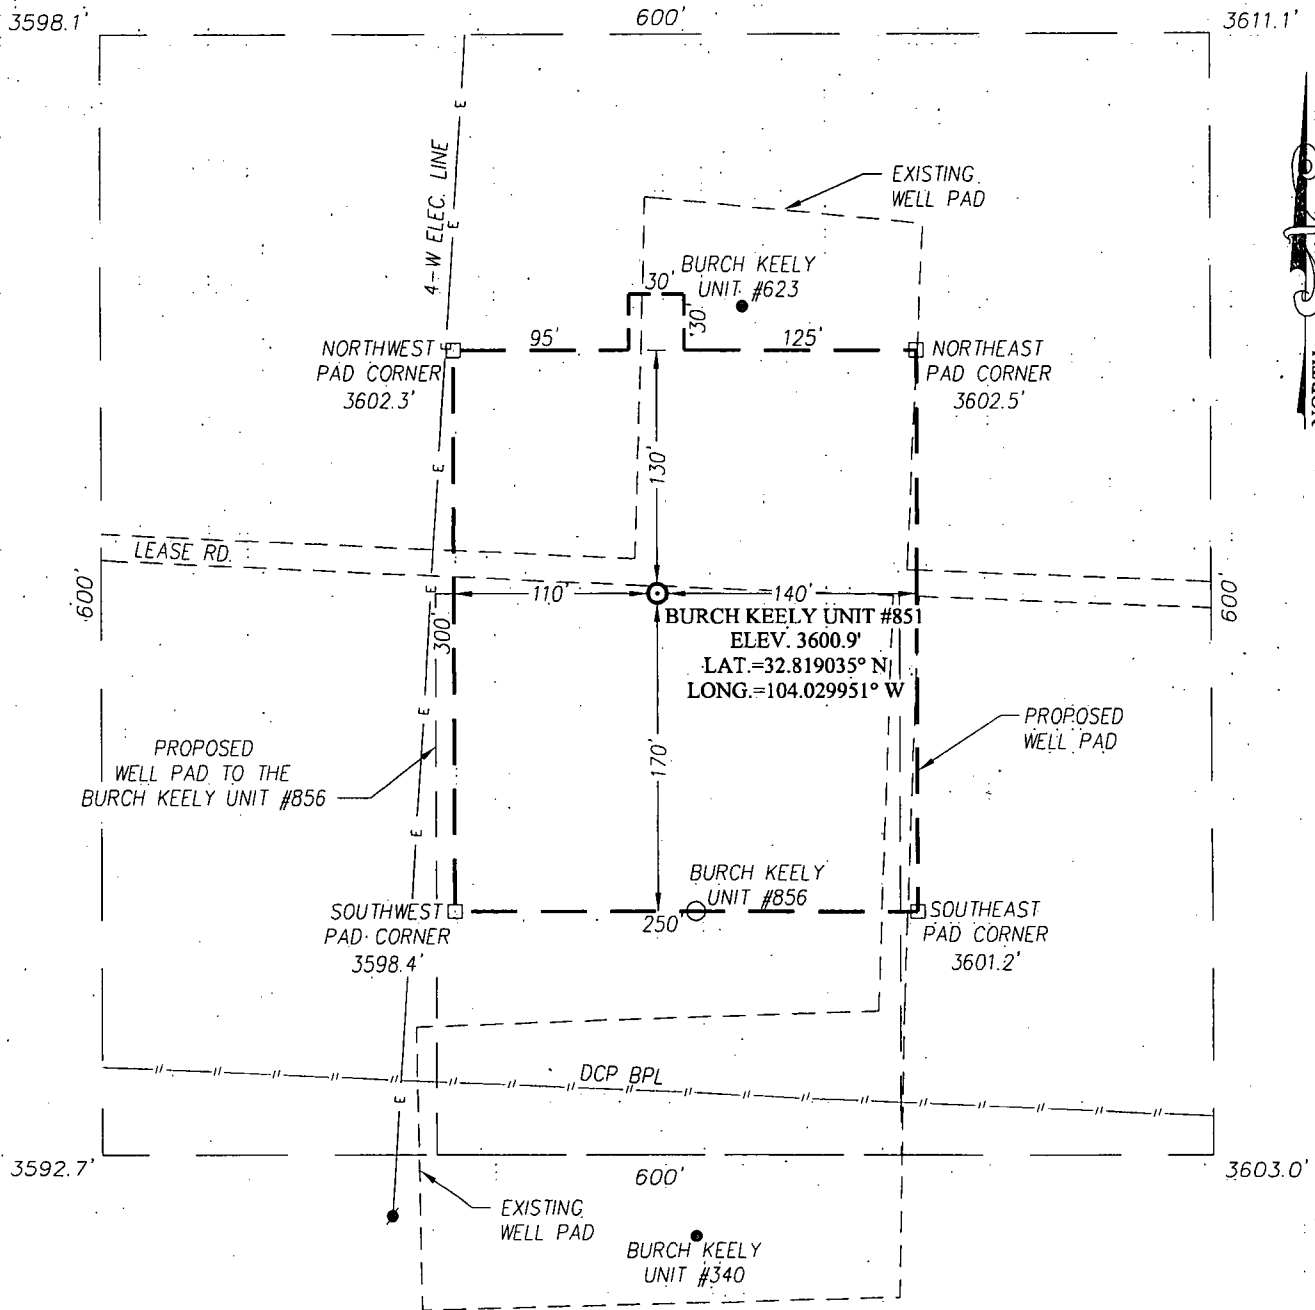 3598.1'
600'
3611.1'
4-W ELEC. LINE
E
E
EXISTING
WELL PAD
BURCH KEELY
UNIT #623
30'
30'
95'
125'
NORTHWEST
PAD CORNER
3602.3'
NORTHEAST
PAD CORNER
3602.5'
NORTH
E
130'
E
LEASE RD.
600'
E
110'
140'
600'
300'
BURCH KEELY UNIT #851
ELEV. 3600.9'
LAT.=32.819035° N
LONG.=104.029951° W
E
PROPOSED
WELL PAD TO THE
BURCH KEELY UNIT #856
170'
PROPOSED
WELL PAD
E
BURCH KEELY
UNIT #856
SOUTHWEST
PAD CORNER
3598.4'
250'
SOUTHEAST
PAD CORNER
3601.2'
DCP BPL
E
3592.7'
600'
3603.0'
EXISTING
WELL PAD
BURCH KEELY
UNIT #340